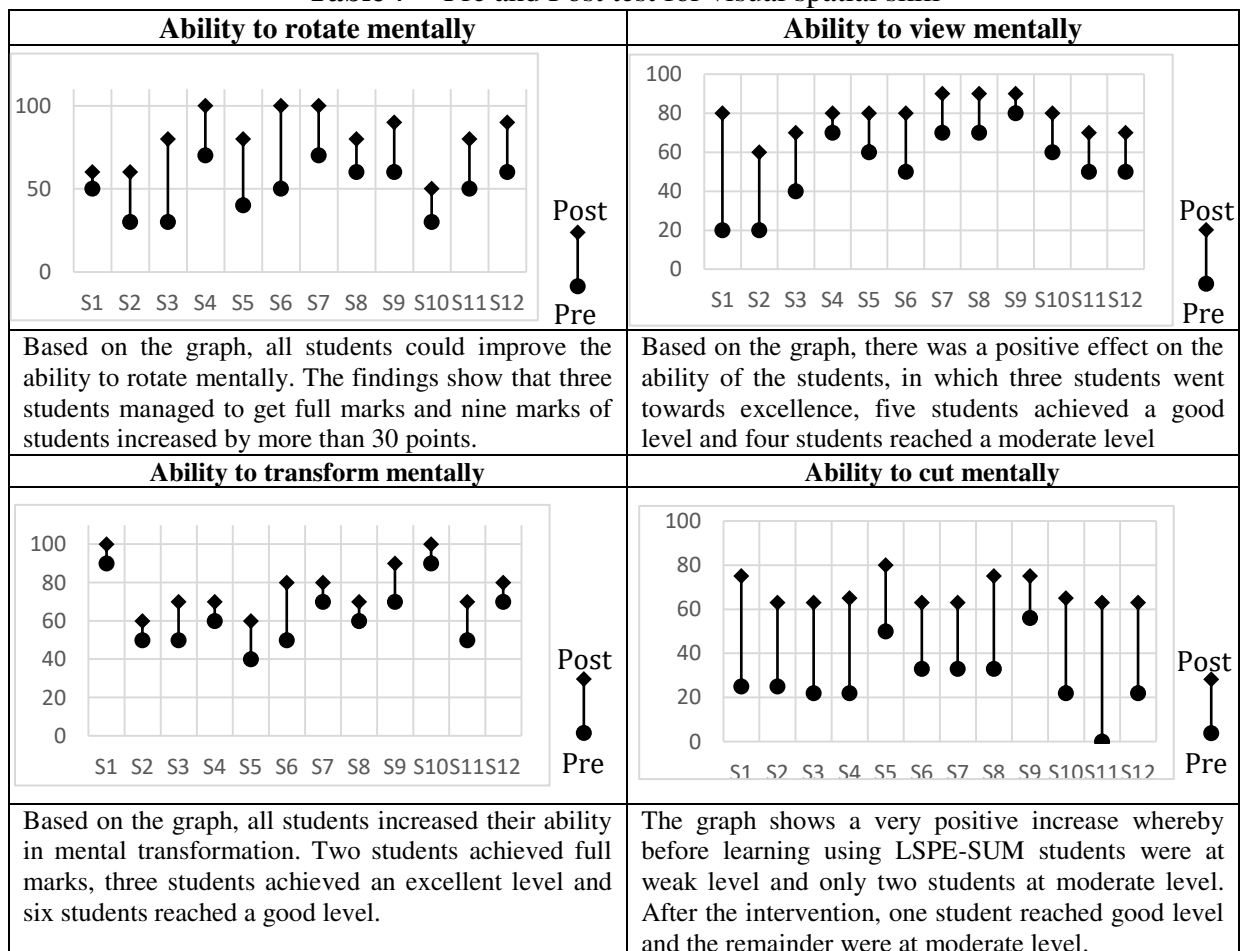 Ability to rotate mentally
Ability to view mentally
100
50
0
S1 S2 S3 S4 S5 S6 S7 S8 S9 S10 S11 S12
Post
Pre
100
80
60
40
20
0
S1 S2 S3 S4 S5 S6 S7 S8 S9 S10 S11 S12
Post
Pre
Based on the graph, all students could improve the
ability to rotate mentally. The findings show that three
students managed to get full marks and nine marks of
students increased by more than 30 points.
Based on the graph, there was a positive effect on the
ability of the students, in which three students went
towards excellence, five students achieved a good
level and four students reached a moderate level
Ability to transform mentally
Ability to cut mentally
100
80
60
40
20
0
S1 S2 S3 S4 S5 S6 S7 S8 S9 S10 S11 S12
Post
Pre
100
80
60
40
20
0
S1 S2 S3 S4 S5 S6 S7 S8 S9 S10 S11 S12
Post
Pre
Based on the graph, all students increased their ability
in mental transformation. Two students achieved full
marks, three students achieved an excellent level and
six students reached a good level.
The graph shows a very positive increase whereby
before learning using LSPE-SUM students were at
weak level and only two students at moderate level.
After the intervention, one student reached good level
and the remainder were at moderate level.